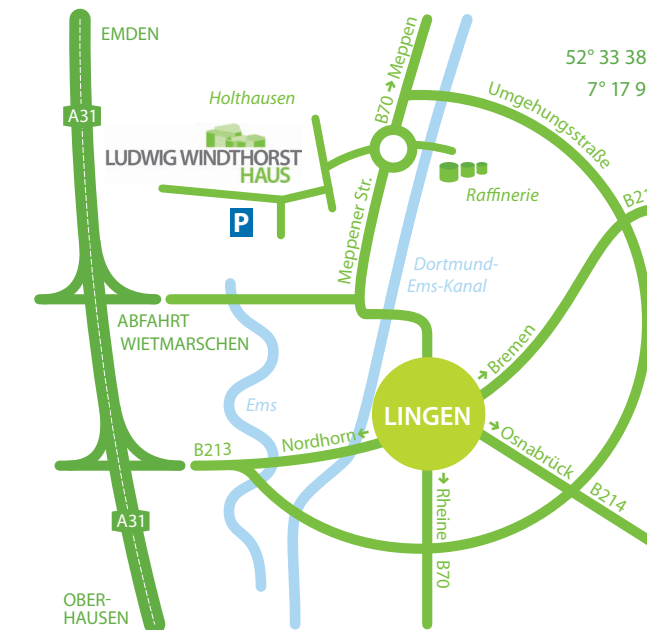 EMDEN
52° 33 38
7° 17 9
A31
Holthausen
LUDWIG WINDTHORST
HAUS
P
B70 → Meppen
Umgehungsstraße
Raffinerie
Meppener Str.
Dortmund-
Ems-Kanal
ABFAHRT
WIETMARSCHEN
Bremen
Ems
LINGEN
B213
Nordhorn
Osnabrück
B214
Rheine
B70
A31
OBER-
HAUSEN